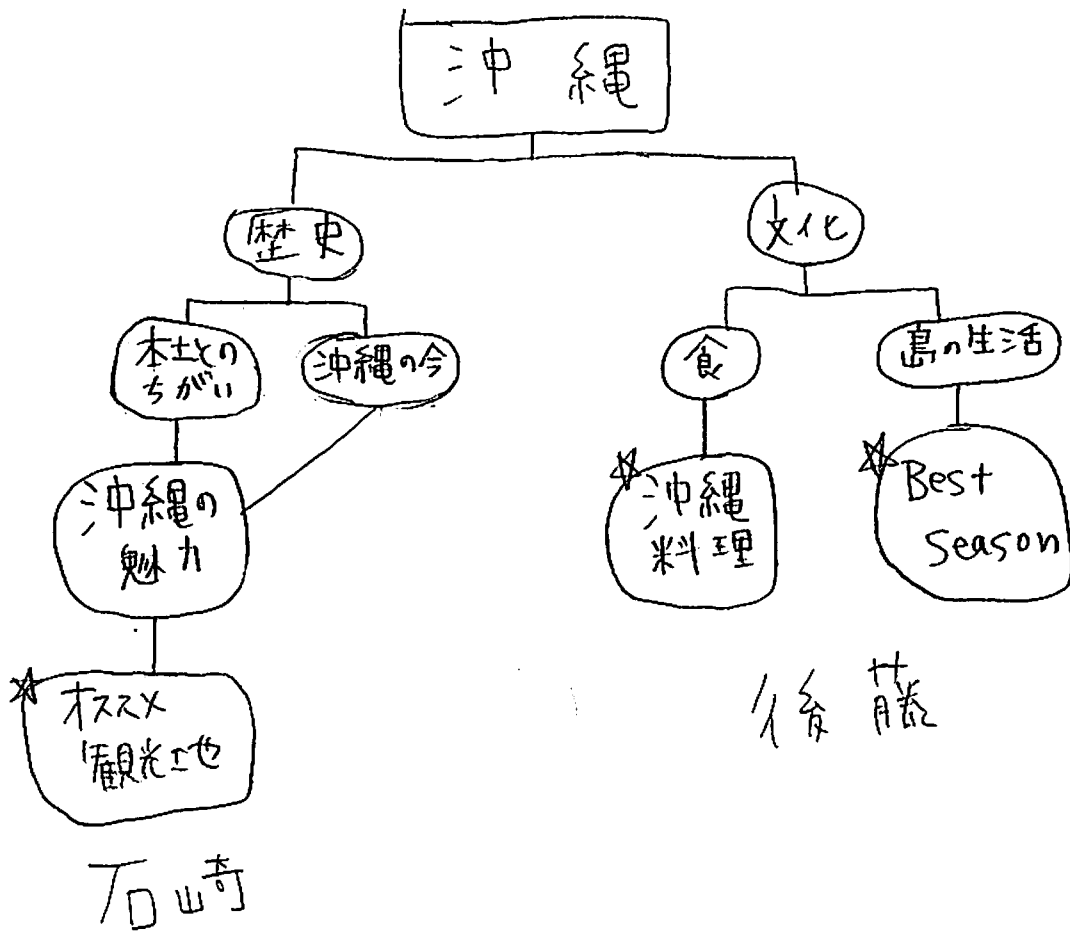 沖縄
歴史
文化
本土との
ちがい
沖縄の今
食
島の生活
沖縄の
魅力
☆沖縄
料理
☆Best
season
☆オススメ
観光地
後藤
石崎